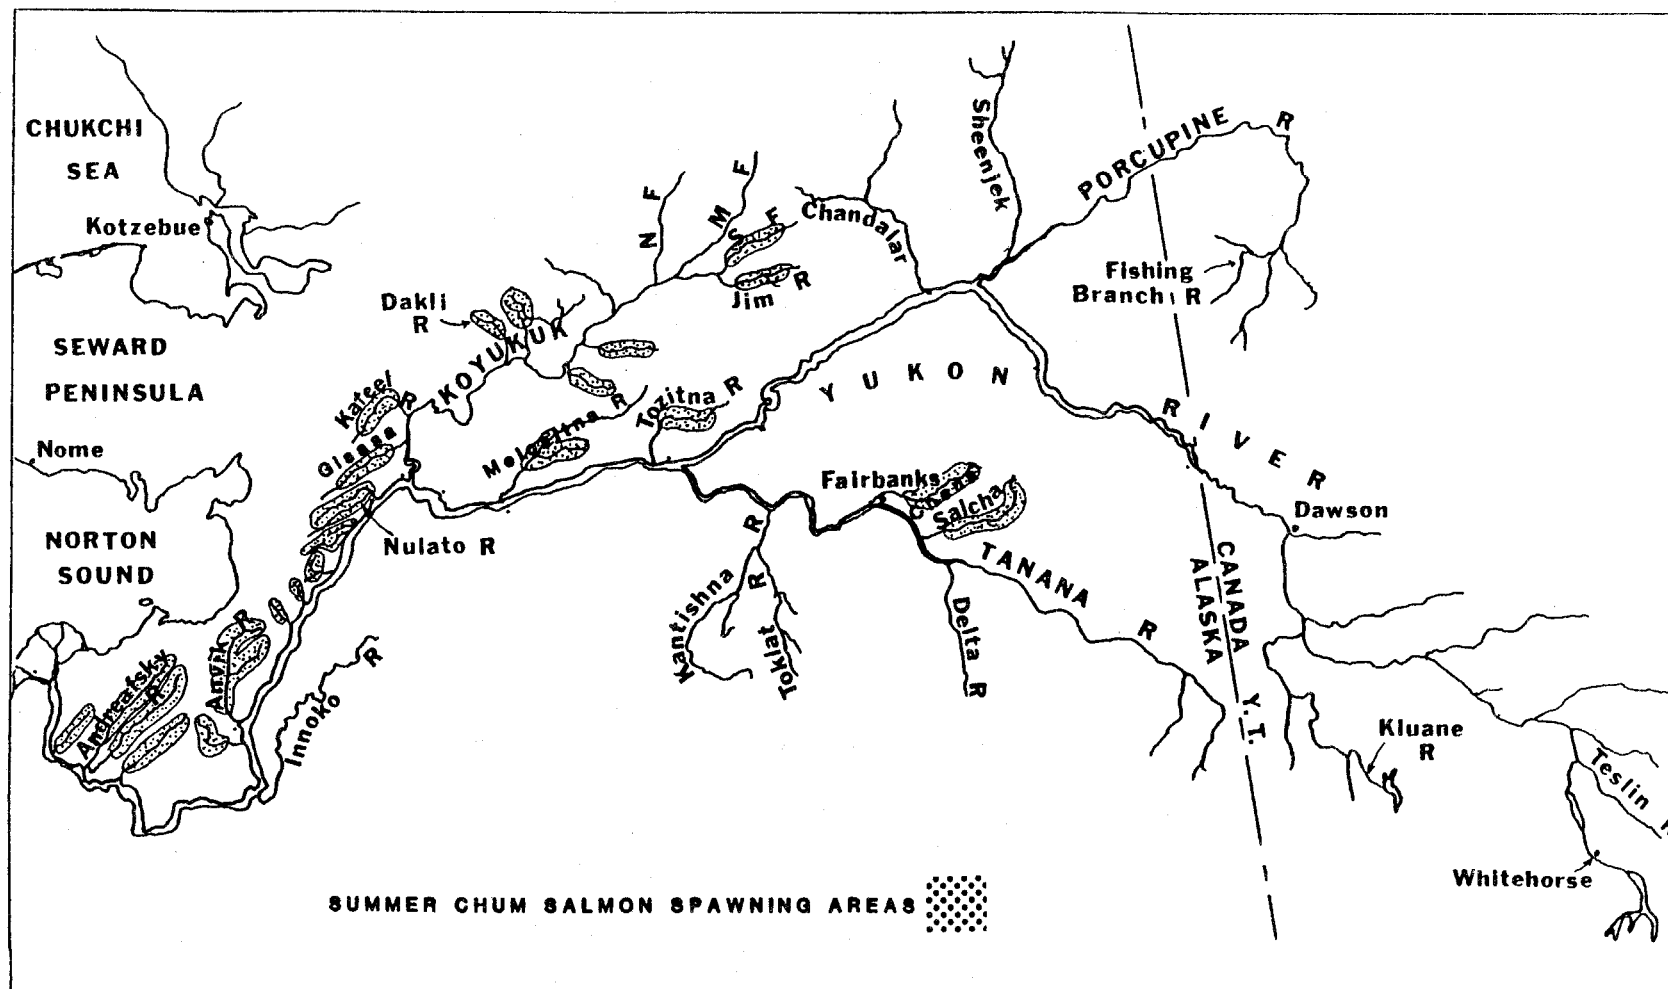 CHUKCHI
SEA
Kotzebue
SEWARD
PENINSULA
Nome
NORTON
SOUND
Dakli
R
KOYUKUK
N F
M F
S F
Jim R
Chandalar
Sheenjek
PORCUPINE R
Fishing
Branch R
Kateel R
Gisasa
Melozitna R
Tozitna R
YUKON
RIVER
Fairbanks
Chena
Salcha
Dawson
Nulato R
TANANA R
CANADA
ALASKA
Y.T.
Kantishna R
Toklat R
Delta R
Anvik R
Andreafsky R
Innoko R
Kluane
R
Teslin R
Whitehorse
SUMMER CHUM SALMON SPAWNING AREAS